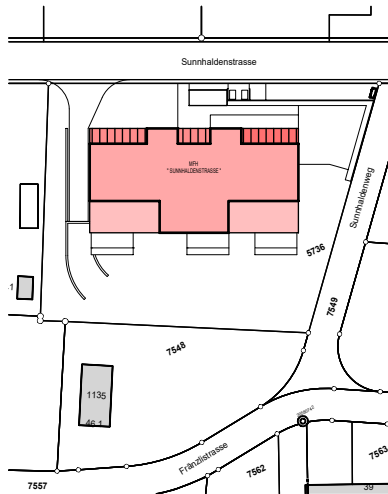 Sunnhaldenstrasse
MFH
" SUNNHALDENSTRASSE "
Sunnhaldenweg
5736
7549
7548
1135
46.1
Fränzlistrasse
7557
7562
7563
39